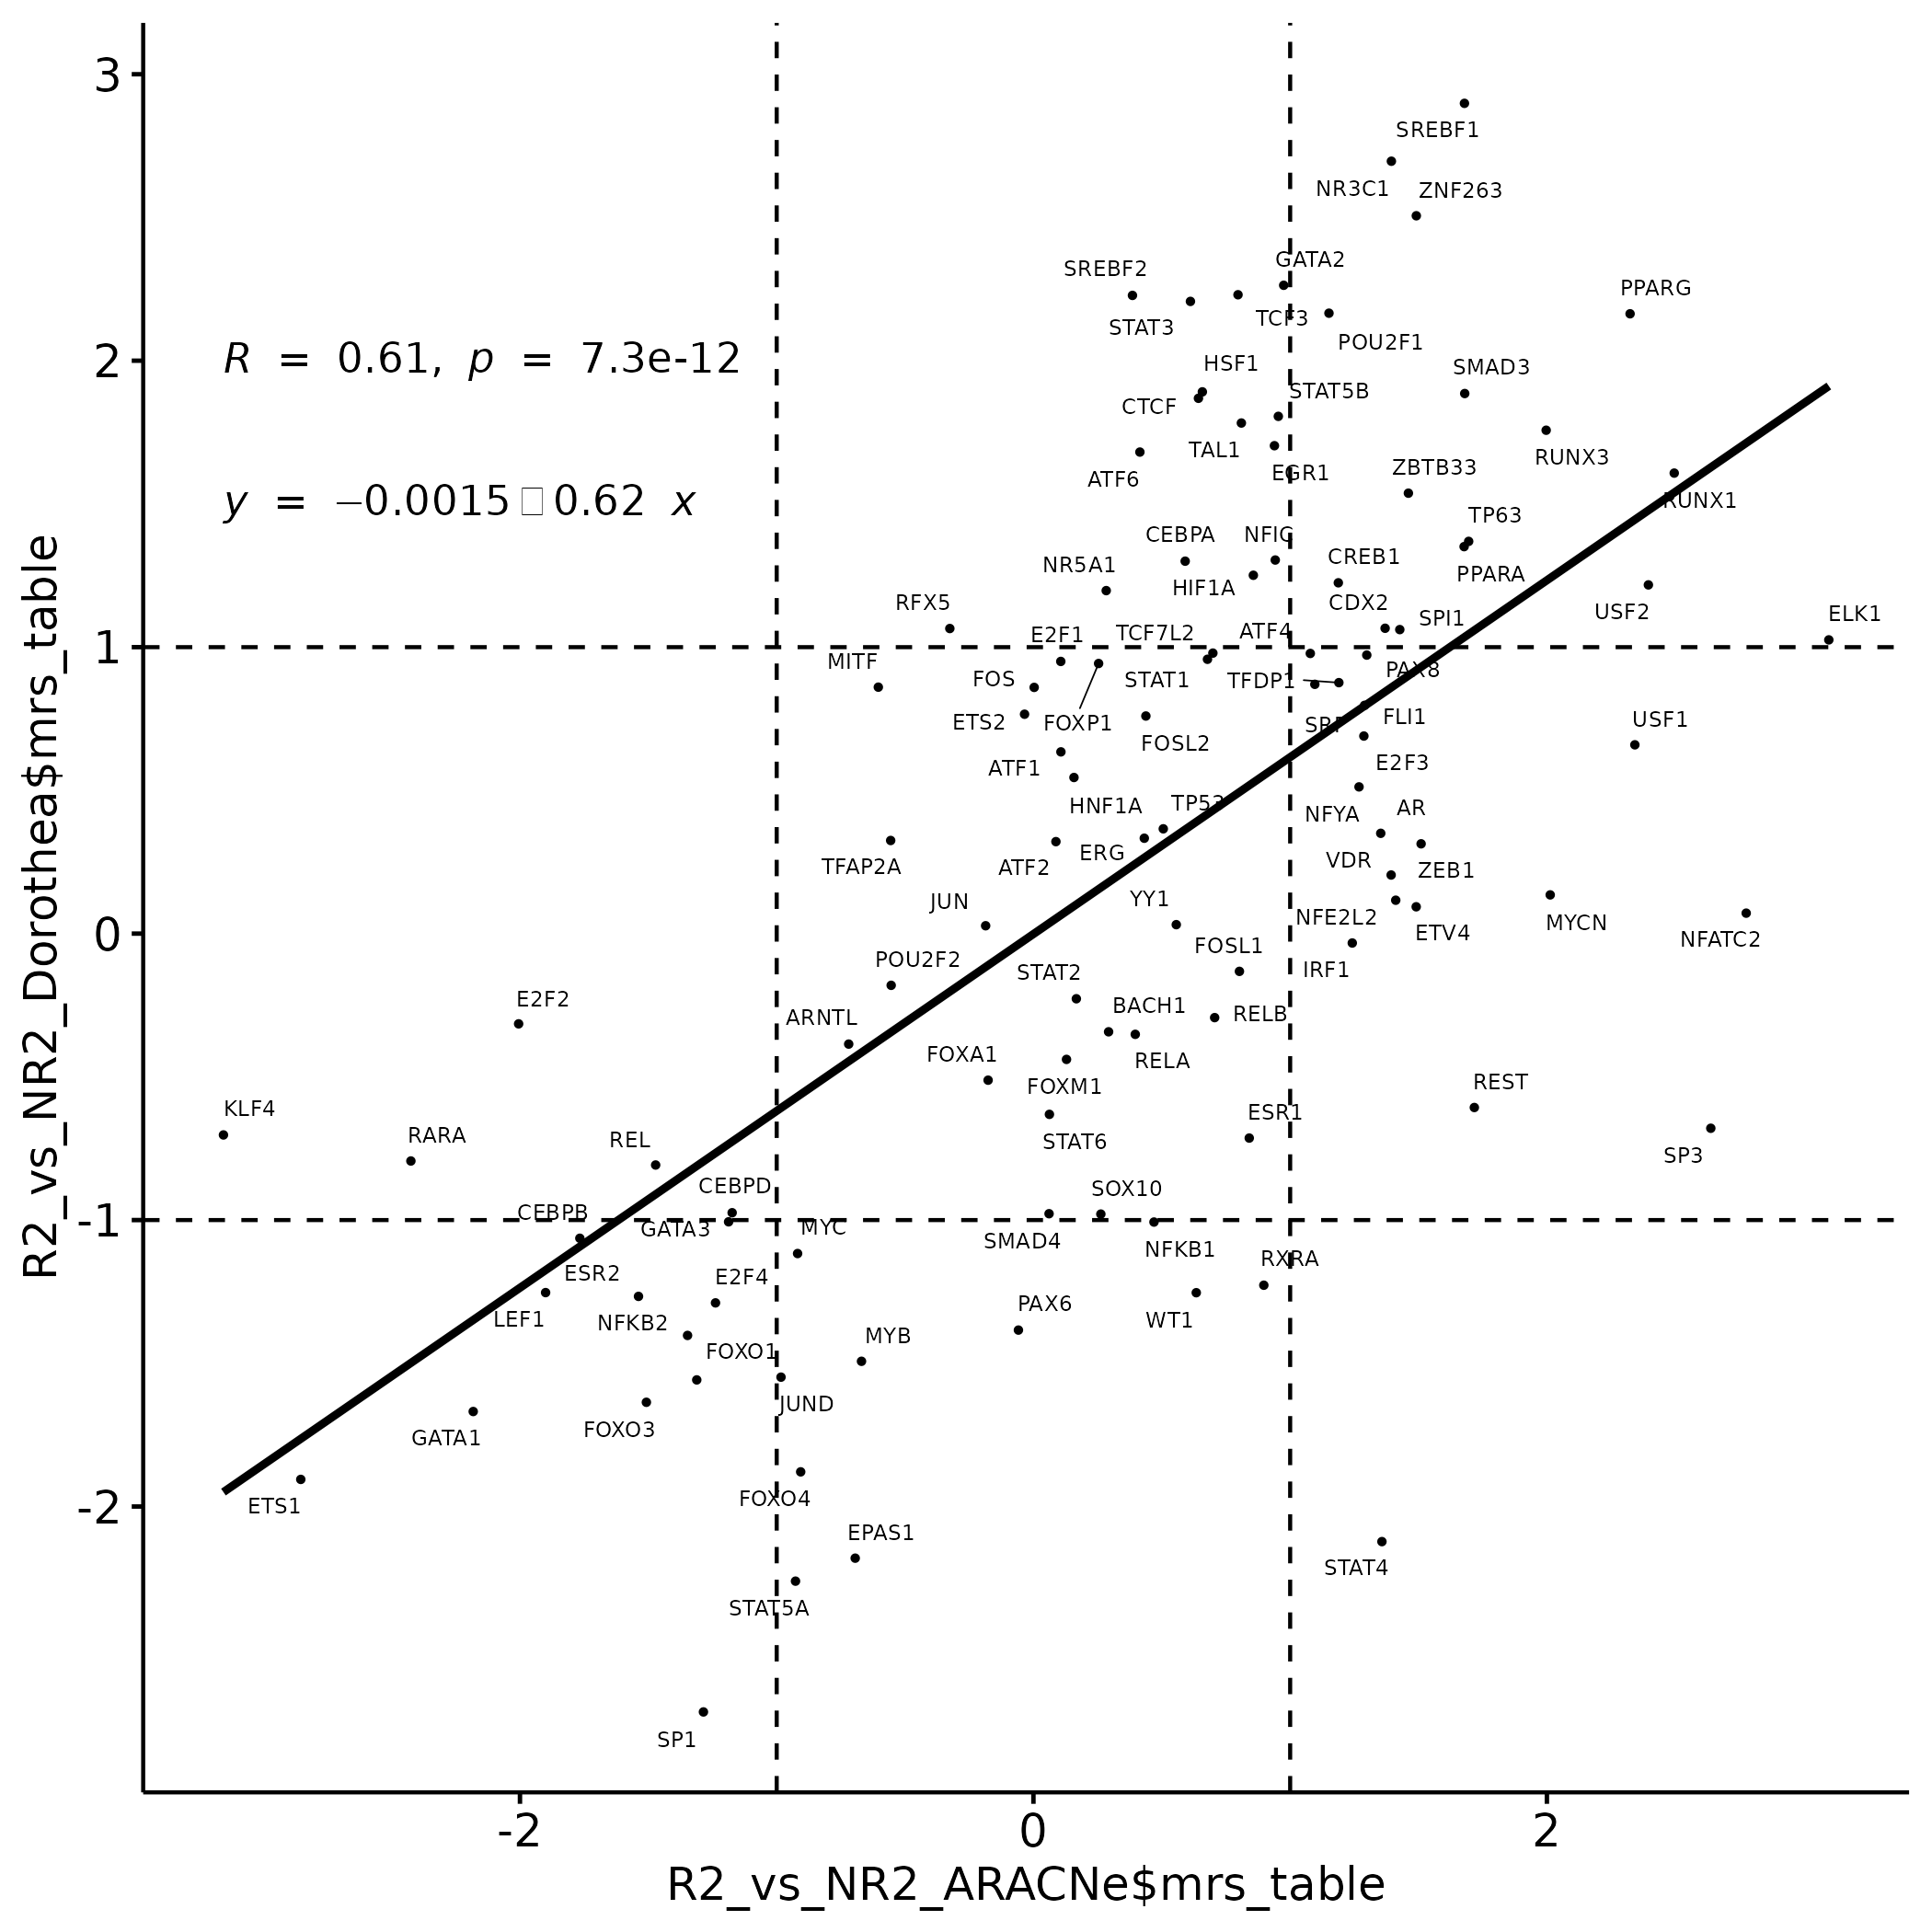 3
SREBF1
NR3C1 ZNF263
GATA2
SREBF2
PPARG
TCF3
STAT3
POU2F1
R = 0.61, p = 7.3e-12
2
HSF1
SMAD3
STAT5B
CTCF
TAL1
RUNX3
ZBTB33
EGR1
ATF6
y = −0.0015□0.62 x
RUNX1
TP63
CEBPA NFIC
CREB1
NR5A1
PPARA
HIF1A
RFX5
CDX2
USF2
ELK1
SPI1
E2F1 TCF7L2 ATF4
1
MITF
PAX8
FOS
STAT1 TFDP1
FLI1
USF1
ETS2 FOXP1
SRF
FOSL2
ATF1
E2F3
HNF1A TP53
AR
NFYA
ERG
VDR
TFAP2A
ATF2
ZEB1
JUN
YY1
NFE2L2
MYCN
0
ETV4
NFATC2
FOSL1
POU2F2
STAT2
IRF1
E2F2
BACH1
RELB
ARNTL
FOXA1
RELA
REST
FOXM1
KLF4
ESR1
RARA
REL
STAT6
SP3
CEBPD
SOX10
CEBPB
-1
GATA3
MYC
SMAD4
NFKB1
RXRA
ESR2
E2F4
PAX6
LEF1
NFKB2
WT1
MYB
FOXO1
JUND
FOXO3
GATA1
FOXO4
ETS1
-2
EPAS1
STAT4
STAT5A
SP1
-2
0
2
R2_vs_NR2_ARACNe$mrs_table
R2_vs_NR2_Dorothea$mrs_table